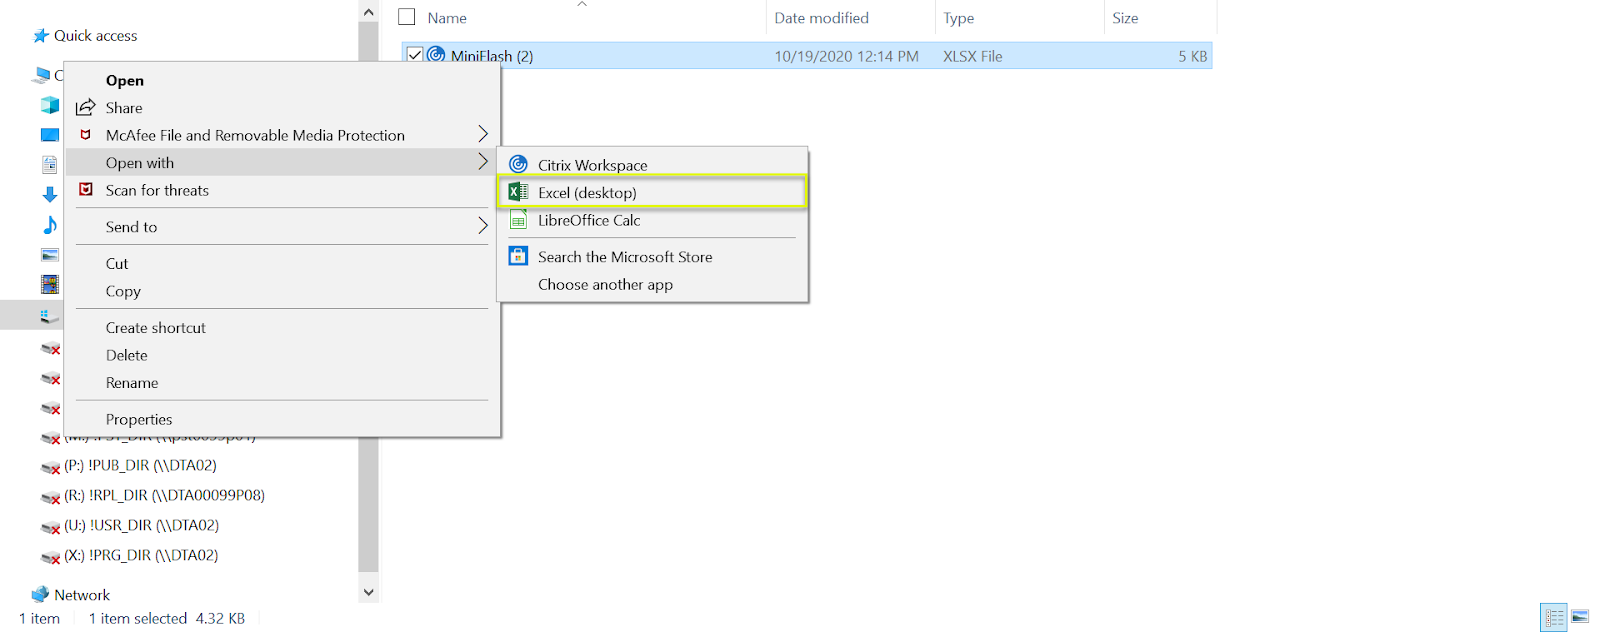 Name Date modified Type Size
Quick access
MiniFlash (2) 10/19/2020 12:14 PM XLSX File 5 KB
C
Open
Share
McAfee File and Removable Media Protection
Open with
Scan for threats
Send to
Cut
Copy
Create shortcut
Delete
Rename
Properties
Citrix Workspace
Excel (desktop)
LibreOffice Calc
Search the Microsoft Store
Choose another app
(P:) !PUB_DIR (\\DTA02)
(R:) !RPL_DIR (\\DTA00099P08)
(U:) !USR_DIR (\\DTA02)
(X:) !PRG_DIR (\\DTA02)
Network
1 item 1 item selected 4.32 KB